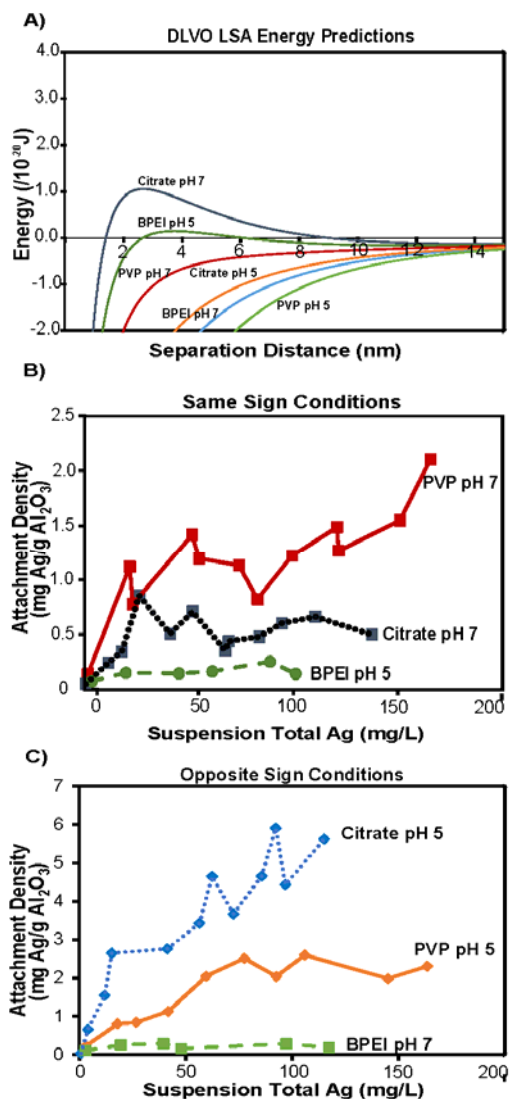 A)
DLVO LSA Energy Predictions
4.0
3.0
2.0
1.0
0.0
-1.0
-2.0
Energy (/10⁻²⁰J)
Citrate pH 7
BPEI pH 5
2 4 6 8 10 12 14
PVP pH 7
Citrate pH 5
BPEI pH 7
PVP pH 5
Separation Distance (nm)
B)
Same Sign Conditions
2.5
2.0
1.5
1.0
0.5
0
Attachment Density
(mg Ag/g Al₂O₃)
PVP pH 7
Citrate pH 7
BPEI pH 5
0 50 100 150 200
Suspension Total Ag (mg/L)
C)
Opposite Sign Conditions
7
6
5
4
3
2
1
0
Attachment Density
(mg Ag/g Al₂O₃)
Citrate pH 5
PVP pH 5
BPEI pH 7
0 50 100 150 200
Suspension Total Ag (mg/L)